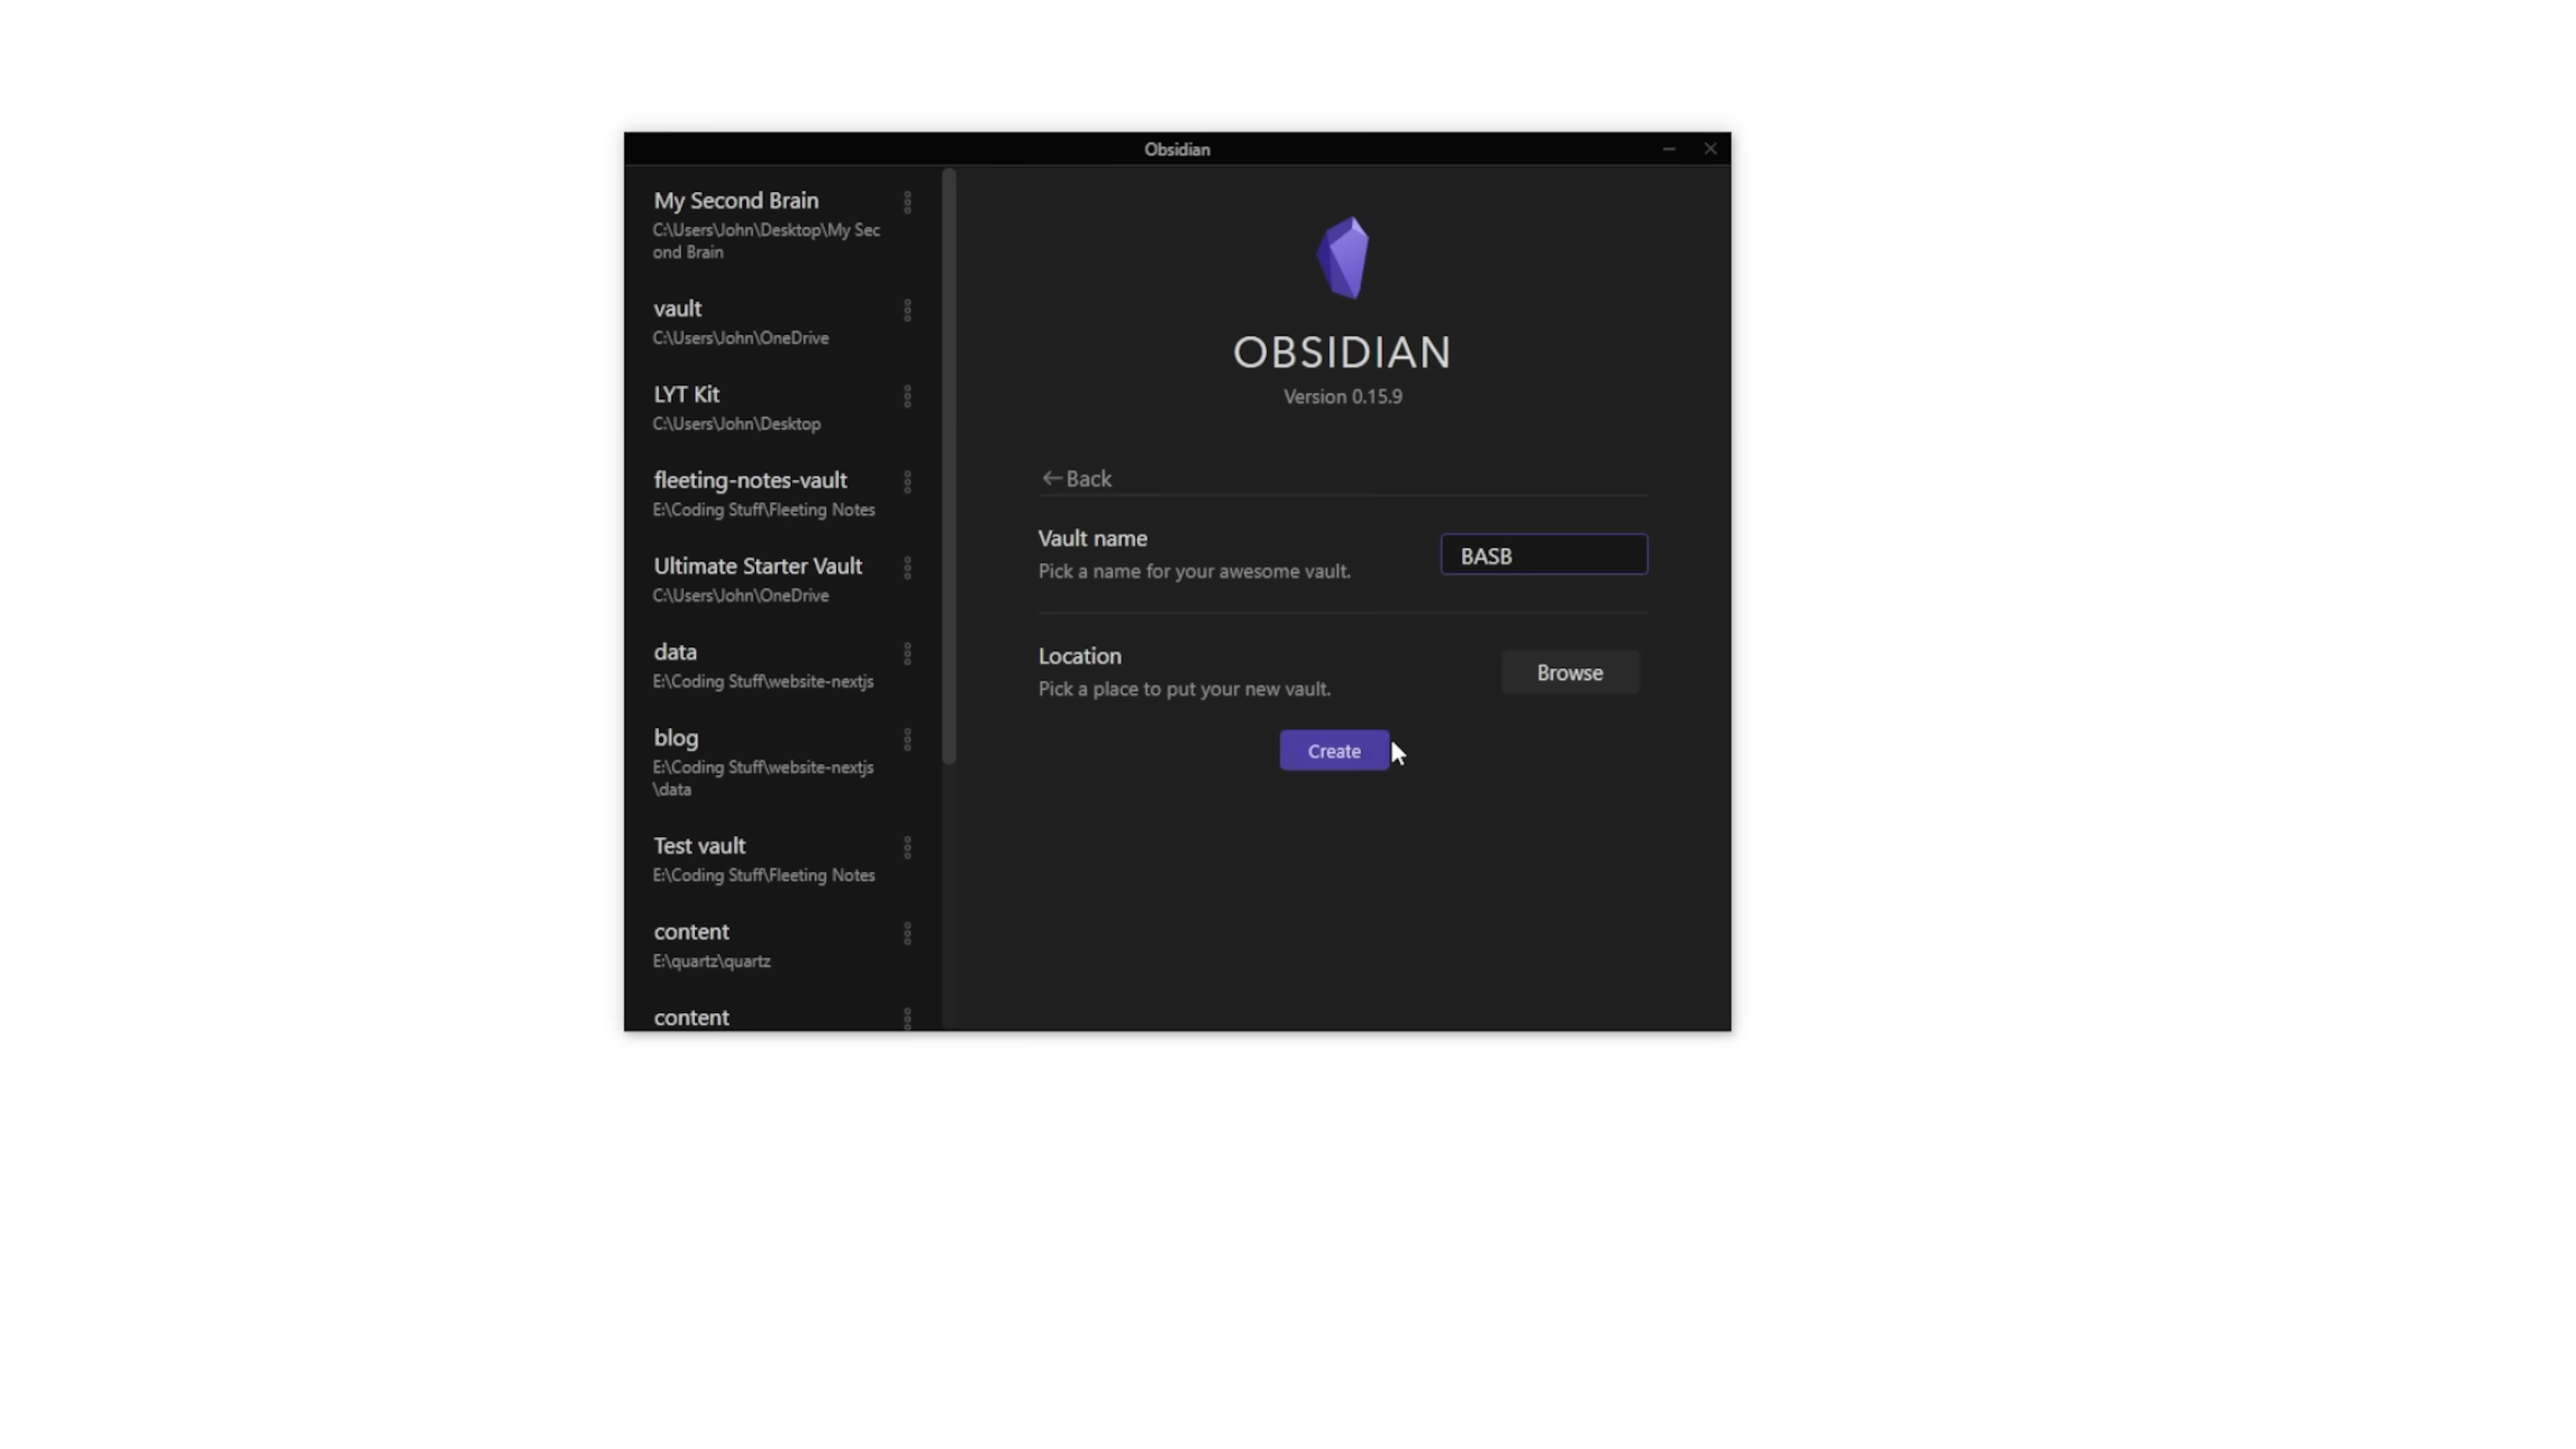 Obsidian
My Second Brain
C:\Users\John\Desktop\My Sec
ond Brain
vault
C:\Users\John\OneDrive
LYT Kit
C:\Users\John\Desktop
fleeting-notes-vault
E:\Coding Stuff\Fleeting Notes
Ultimate Starter Vault
C:\Users\John\OneDrive
data
E:\Coding Stuff\website-nextjs
blog
E:\Coding Stuff\website-nextjs
\data
Test vault
E:\Coding Stuff\Fleeting Notes
content
E:\quartz\quartz
content
OBSIDIAN
Version 0.15.9
←Back
Vault name
Pick a name for your awesome vault.
BASB
Location
Pick a place to put your new vault.
Browse
Create